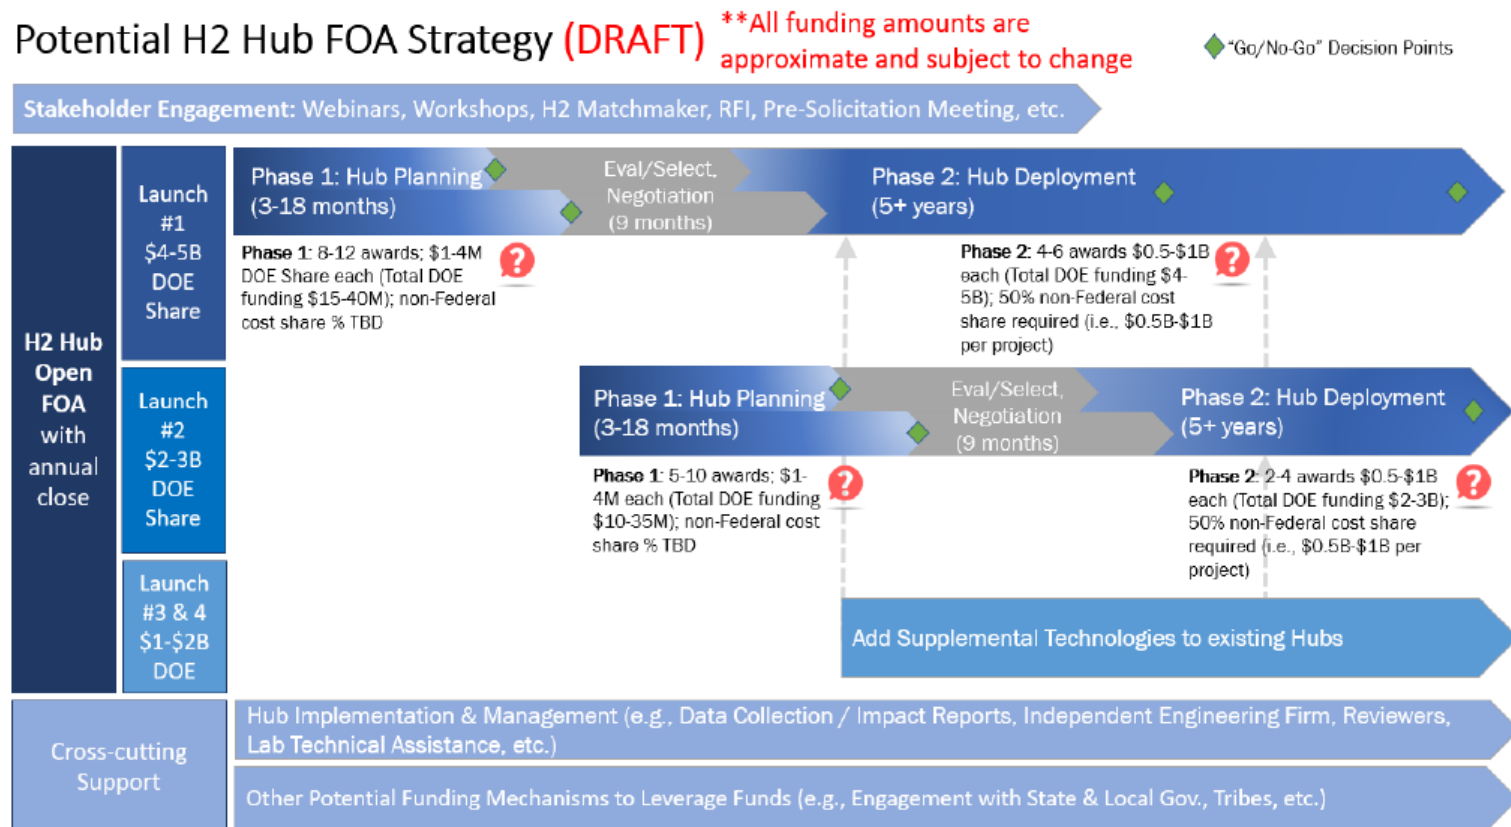 Potential H2 Hub FOA Strategy (DRAFT)
**All funding amounts are
approximate and subject to change
"Go/No-Go" Decision Points
Stakeholder Engagement: Webinars, Workshops, H2 Matchmaker, RFI, Pre-Solicitation Meeting, etc.
H2 Hub
Open
FOA
with
annual
close
Launch
#1
$4-5B
DOE
Share
Phase 1: Hub Planning
(3-18 months)
Eval/Select,
Negotiation
(9 months)
Phase 2: Hub Deployment
(5+ years)
Phase 1: 8-12 awards; $1-4M
DOE Share each (Total DOE
funding $15-40M); non-Federal
cost share % TBD
?
Phase 2: 4-6 awards $0.5-$1B
each (Total DOE funding $4-
5B); 50% non-Federal cost
share required (i.e., $0.5B-$1B
per project)
?
Launch
#2
$2-3B
DOE
Share
Phase 1: Hub Planning
(3-18 months)
Eval/Select,
Negotiation
(9 months)
Phase 2: Hub Deployment
(5+ years)
Phase 1: 5-10 awards; $1-
4M each (Total DOE funding
$10-35M); non-Federal cost
share % TBD
?
Phase 2: 2-4 awards $0.5-$1B
each (Total DOE funding $2-3B);
50% non-Federal cost share
required (i.e., $0.5B-$1B per
project)
?
Launch
#3 & 4
$1-$2B
DOE
Add Supplemental Technologies to existing Hubs
Cross-cutting
Support
Hub Implementation & Management (e.g., Data Collection / Impact Reports, Independent Engineering Firm, Reviewers,
Lab Technical Assistance, etc.)
Other Potential Funding Mechanisms to Leverage Funds (e.g., Engagement with State & Local Gov., Tribes, etc.)